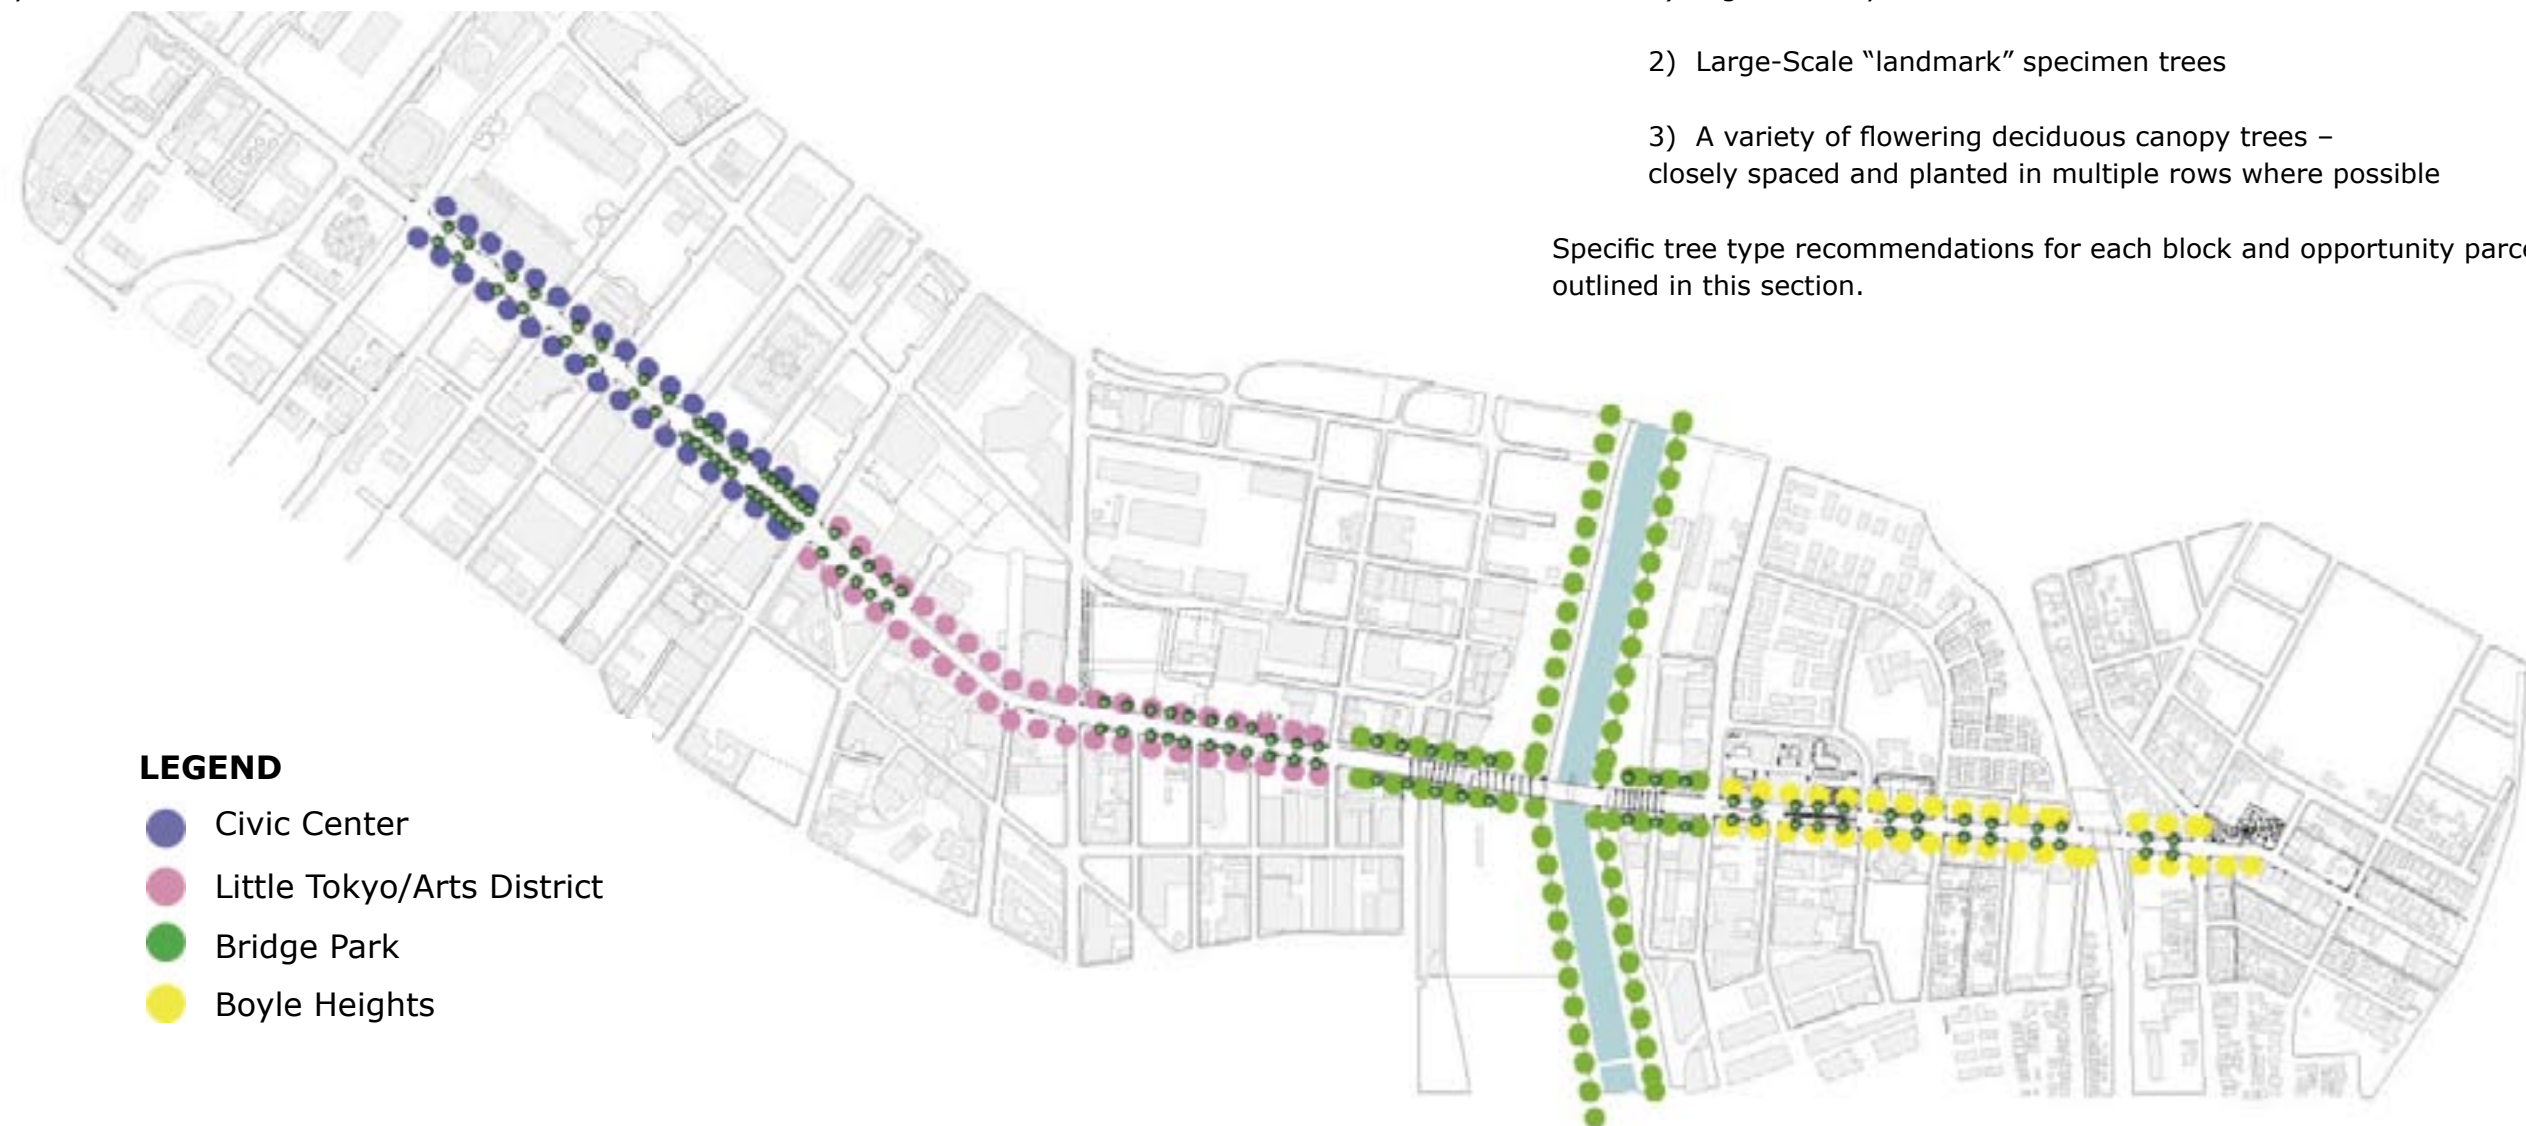 2) Large-Scale “landmark” specimen trees
3) A variety of flowering deciduous canopy trees –
closely spaced and planted in multiple rows where possible
Specific tree type recommendations for each block and opportunity
outlined in this section.
LEGEND
Civic Center
Little Tokyo/Arts District
Bridge Park
Boyle Heights